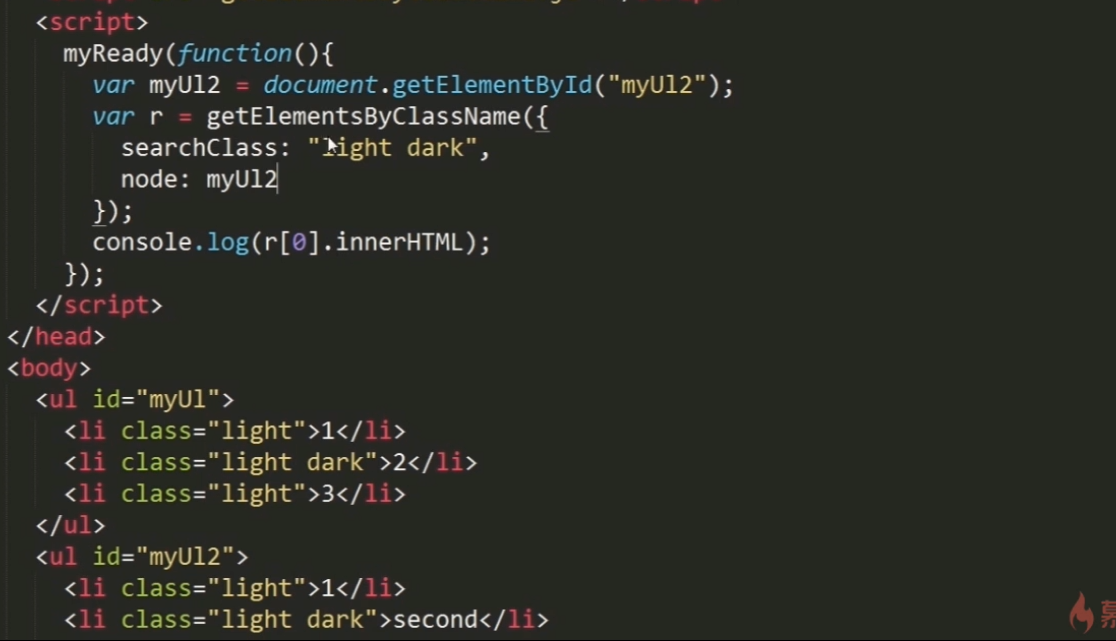 <script>
myReady(function(){
var myUl2 = document.getElementById("myUl2");
var r = getElementsByClassName({
searchClass: "light dark",
node: myUl2
});
console.log(r[0].innerHTML);
});
</script>
</head>
<body>
<ul id="myUl">
<li class="light">1</li>
<li class="light dark">2</li>
<li class="light">3</li>
</ul>
<ul id="myUl2">
<li class="light">1</li>
<li class="light dark">second</li>